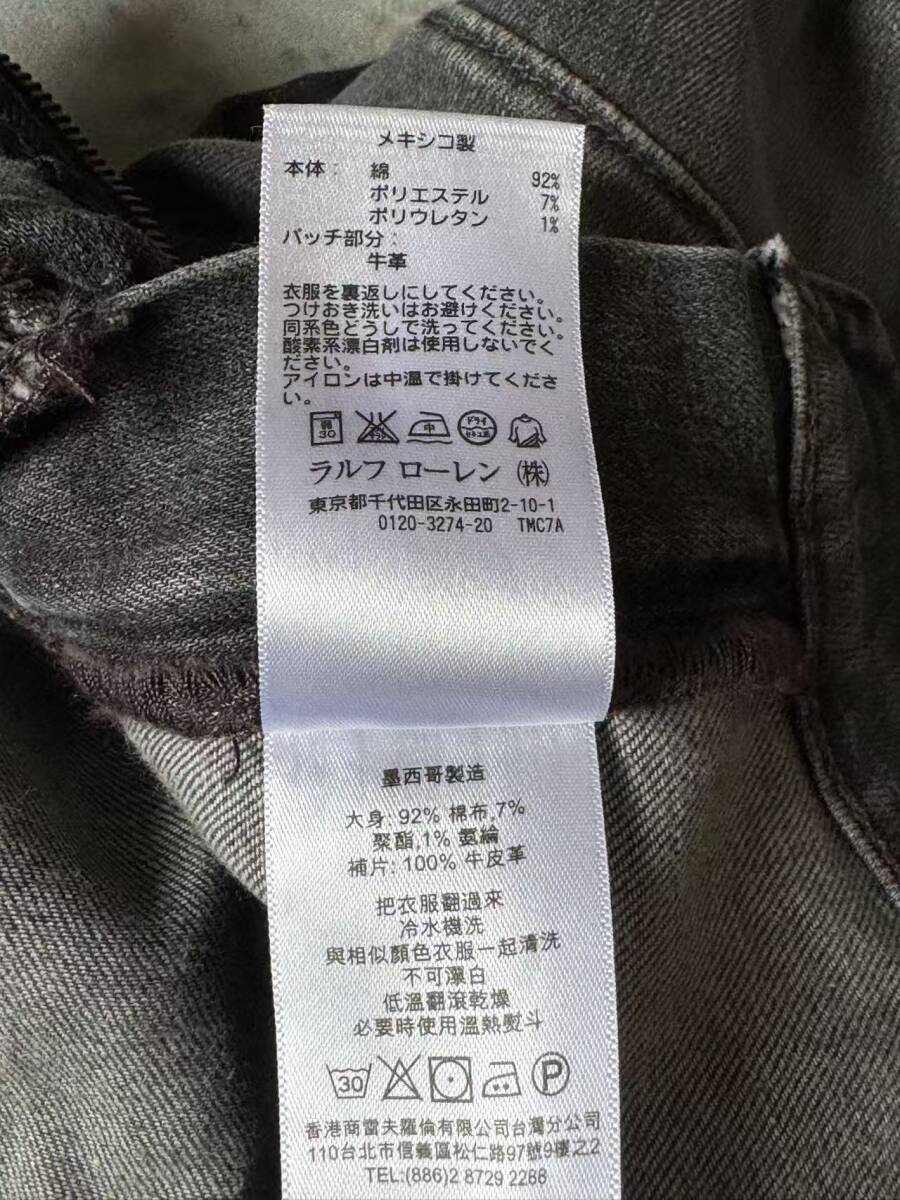 メキシコ製
本体: 綿 92%
ポリエステル 7%
ポリウレタン 1%
パッチ部分:
牛革
衣服を裏返しにしてください。
つけおき洗いはお避けください。
同系色どうしで洗ってください。
酸素系漂白剤は使用しないでく
ださい。
アイロンは中温で掛けてくださ
い。
弱 30 中 ドライ
ラルフ ローレン (株)
東京都千代田区永田町2-10-1
0120-3274-20 TMC7A
墨西哥製造
大身: 92% 棉布,7%
聚酯,1% 氨綸
補片: 100% 牛皮革
把衣服翻過來
冷水機洗
與相似顏色衣服一起清洗
不可漂白
低溫翻滾乾燥
必要時使用溫熱熨斗
30 P
香港商雷夫羅倫有限公司台灣分公司
110台北市信義區松仁路97號9樓之2
TEL:(886)2 8729 2288